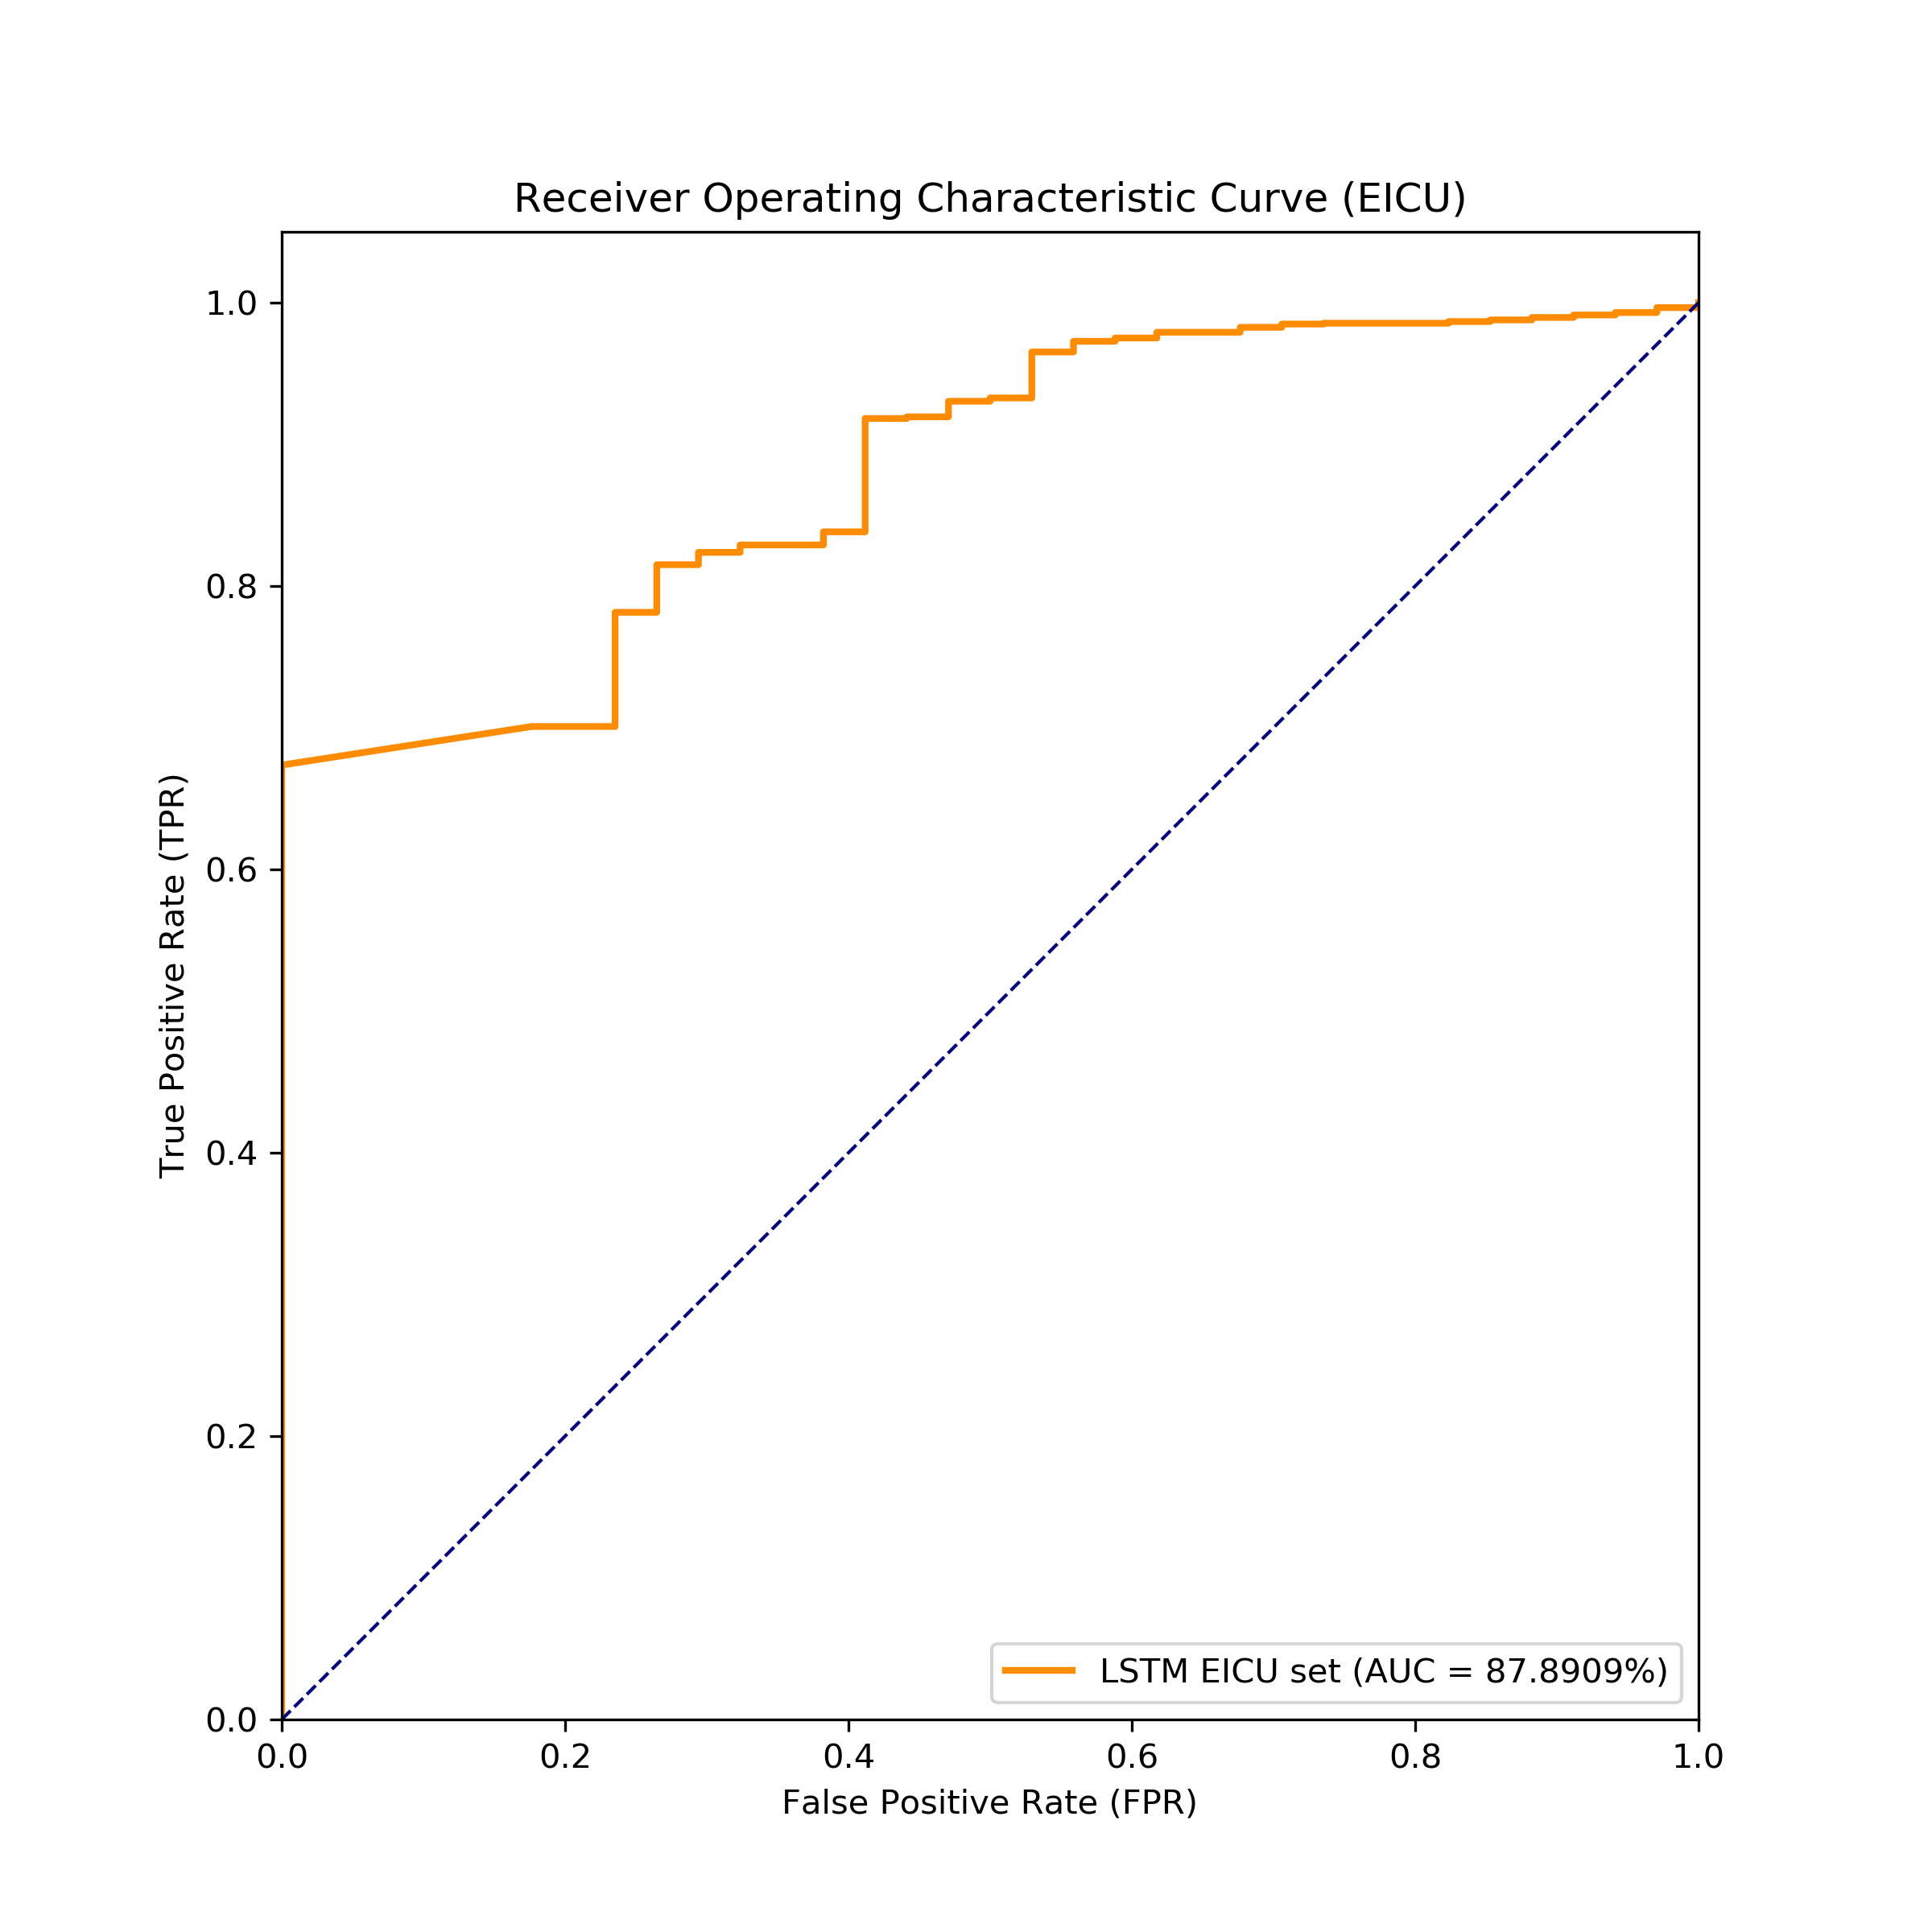 Receiver Operating Characteristic Curve (EICU)
True Positive Rate (TPR)
1.0
0.8
0.6
0.4
0.2
0.0
0.0 0.2 0.4 0.6 0.8 1.0
False Positive Rate (FPR)
LSTM EICU set (AUC = 87.8909%)